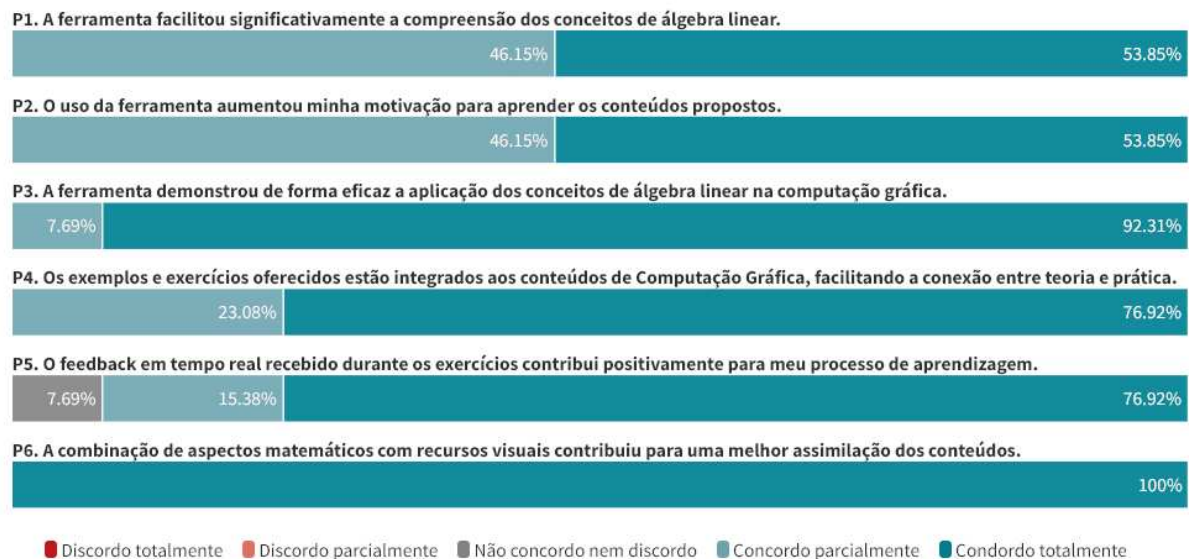 P1. A ferramenta facilitou significativamente a compreensão dos conceitos de álgebra linear.
46.15% 53.85%
P2. O uso da ferramenta aumentou minha motivação para aprender os conteúdos propostos.
46.15% 53.85%
P3. A ferramenta demonstrou de forma eficaz a aplicação dos conceitos de álgebra linear na computação gráfica.
7.69% 92.31%
P4. Os exemplos e exercícios oferecidos estão integrados aos conteúdos de Computação Gráfica, facilitando a conexão entre teoria e prática.
23.08% 76.92%
P5. O feedback em tempo real recebido durante os exercícios contribui positivamente para meu processo de aprendizagem.
7.69% 15.38% 76.92%
P6. A combinação de aspectos matemáticos com recursos visuais contribuiu para uma melhor assimilação dos conteúdos.
100%
Discordo totalmente Discordo parcialmente Não concordo nem discordo Concordo parcialmente Condordo totalmente